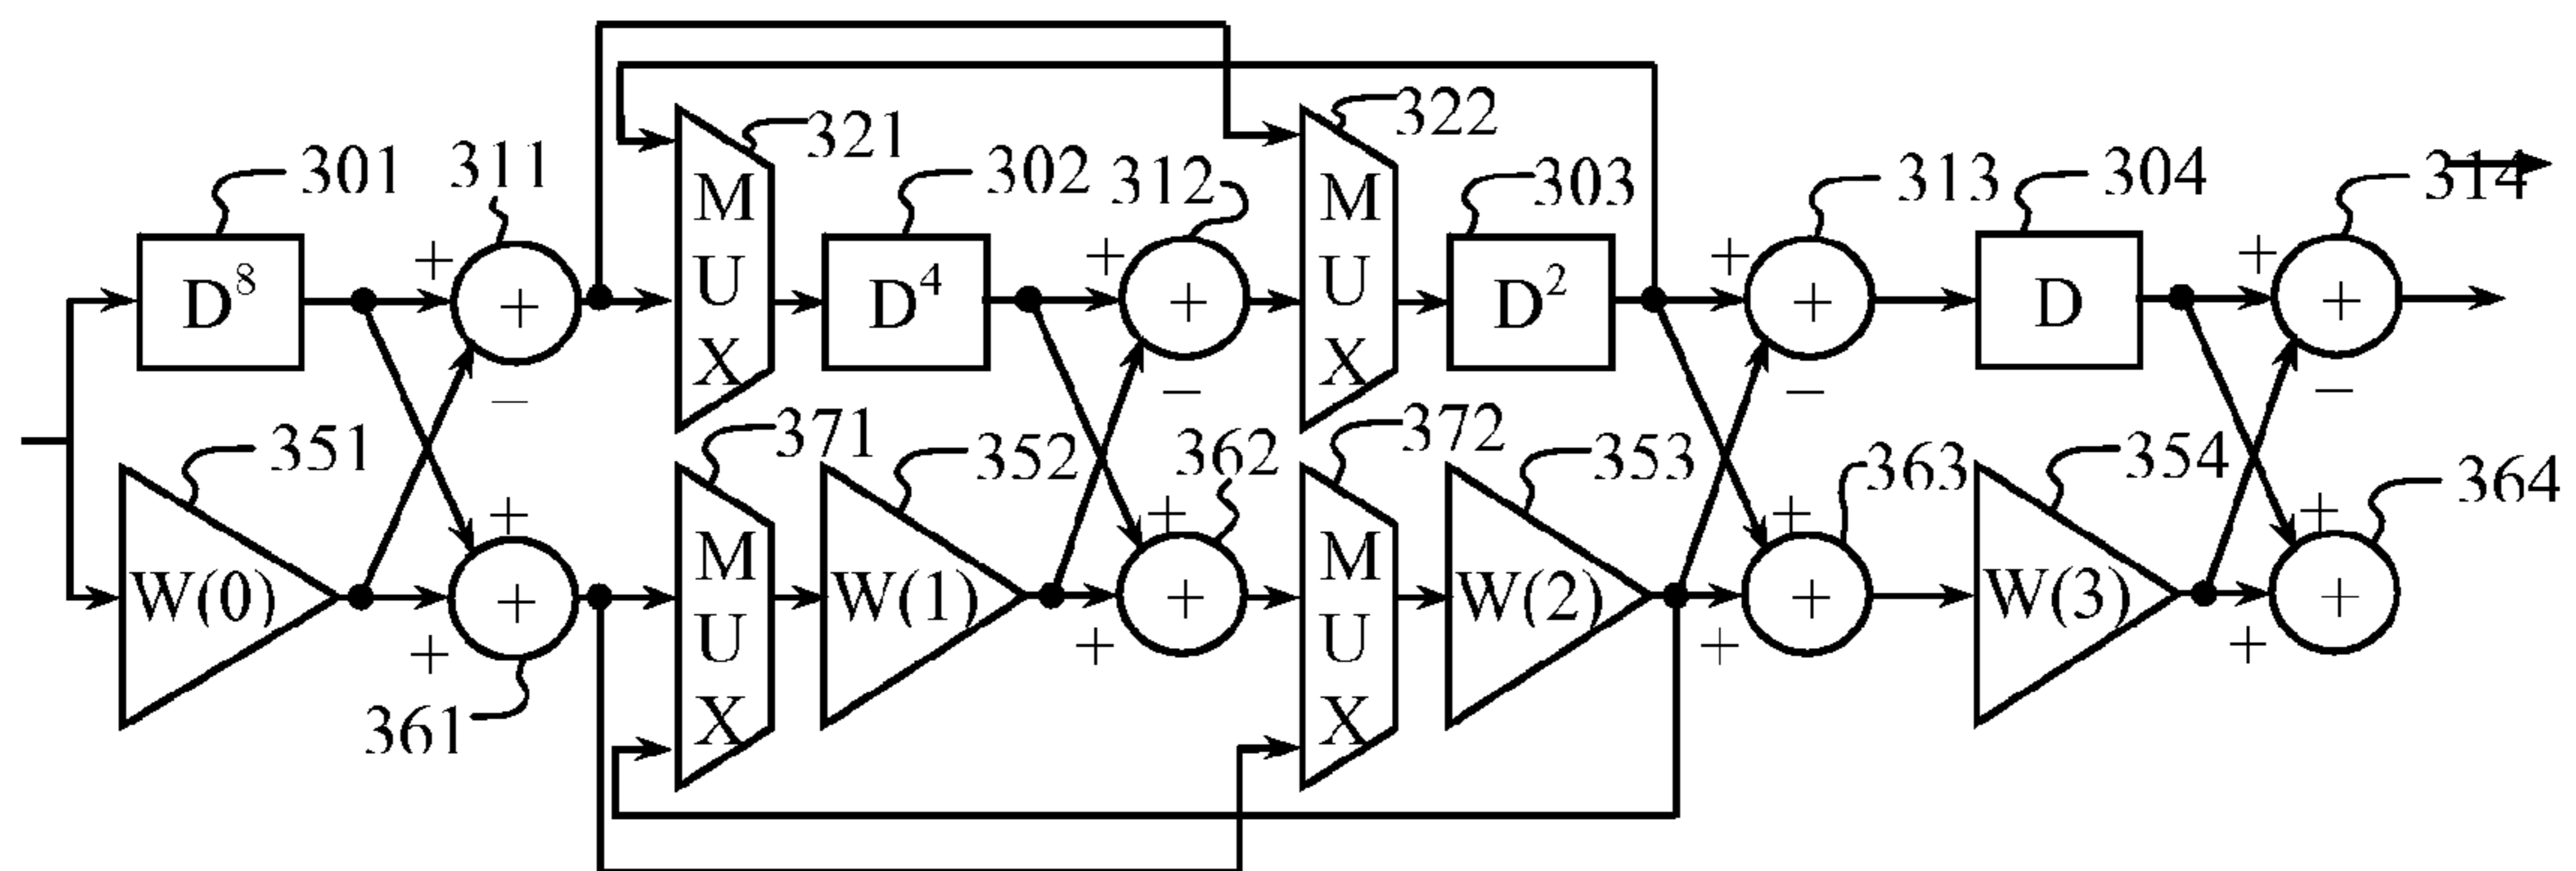 301
311
321
302
312
322
303
313
304
314
D⁸
+
+
−
M
U
X
D⁴
+
+
−
M
U
X
D²
+
+
−
D
+
+
−
351
361
371
352
362
372
353
363
354
364
W(0)
+
+
+
M
U
X
W(1)
+
+
+
M
U
X
W(2)
+
+
+
W(3)
+
+
+